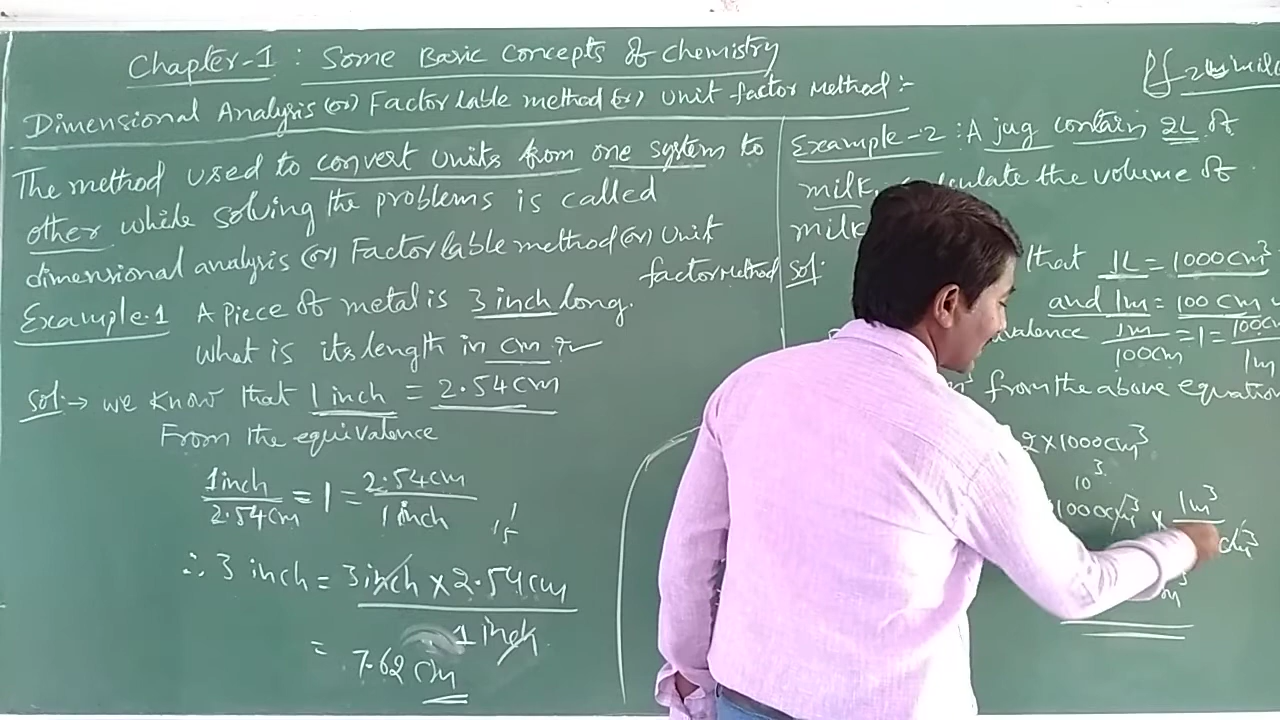 Chapter-1 : Some Basic Concepts of Chemistry
Dimensional Analysis (or) Factor lable method (or) Unit factor Method :-
The method used to convert units from one system to
other while solving the problems is called
dimensional analysis (or) Factor lable method (or) Unit
factor Method
Example.1 A piece of metal is 3 inch long.
What is its length in cm ?
Sol:→ we know that 1 inch = 2.54 cm
From the equivalence
1 inch / 2.54 cm = 1 = 2.54 cm / 1 inch
∴ 3 inch = 3 inch × 2.54 cm
1 inch
= 7.62 cm
Example-2 : A jug contain 2L of
milk. calculate the volume of
milk
Sol: that 1L = 1000 cm³
and 1m = 100 cm
1m / 100cm = 1 = 100cm / 1m
from the above equation
2 × 1000 cm³
10³
1000 cm³ × 1m³
cm³